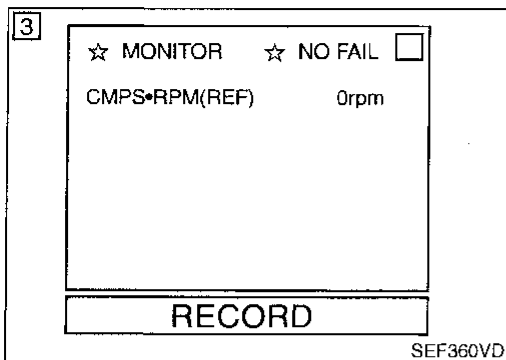 3
☆ MONITOR ☆ NO FAIL
CMPS•RPM(REF) 0rpm
RECORD
SEF360VD